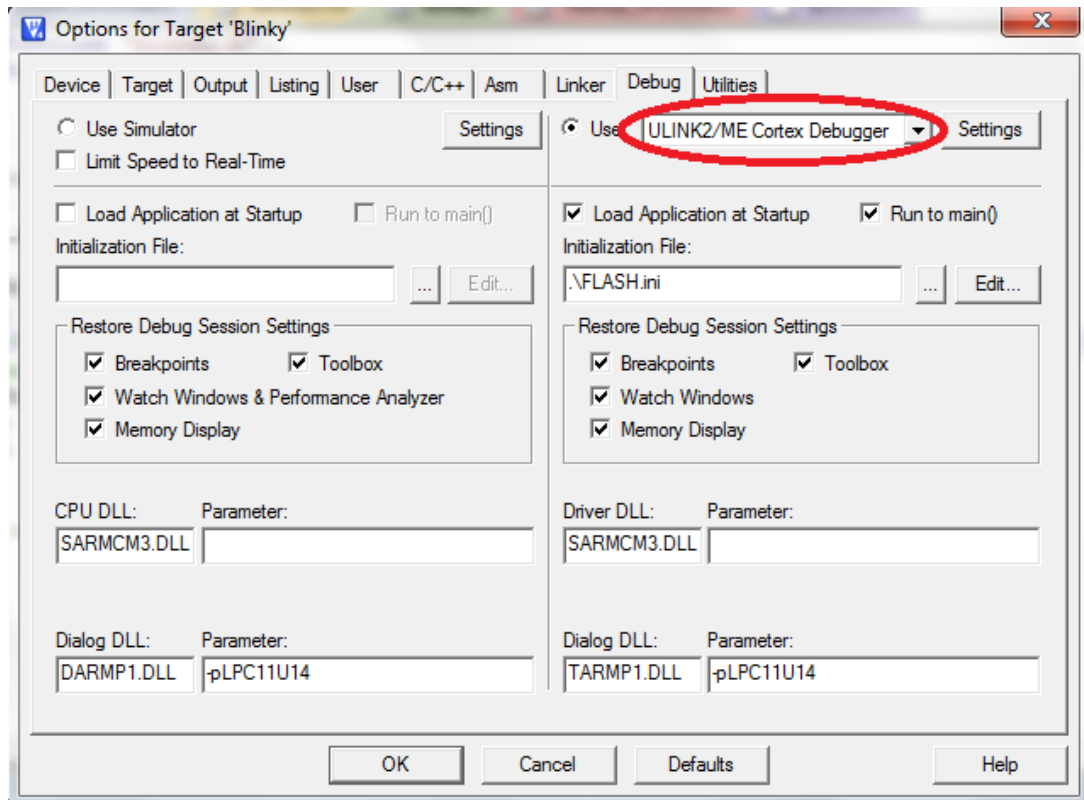 Options for Target 'Blinky'
Device Target Output Listing User C/C++ Asm Linker Debug Utilities
Use Simulator Settings
Limit Speed to Real-Time
Load Application at Startup Run to main()
Initialization File:
... Edit...
Restore Debug Session Settings
Breakpoints Toolbox
Watch Windows & Performance Analyzer
Memory Display
CPU DLL: Parameter:
SARMCM3.DLL
Dialog DLL: Parameter:
DARMP1.DLL -pLPC11U14
Use ULINK2/ME Cortex Debugger Settings
Load Application at Startup Run to main()
Initialization File:
.\FLASH.ini ... Edit...
Restore Debug Session Settings
Breakpoints Toolbox
Watch Windows
Memory Display
Driver DLL: Parameter:
SARMCM3.DLL
Dialog DLL: Parameter:
TARMP1.DLL -pLPC11U14
OK Cancel Defaults Help